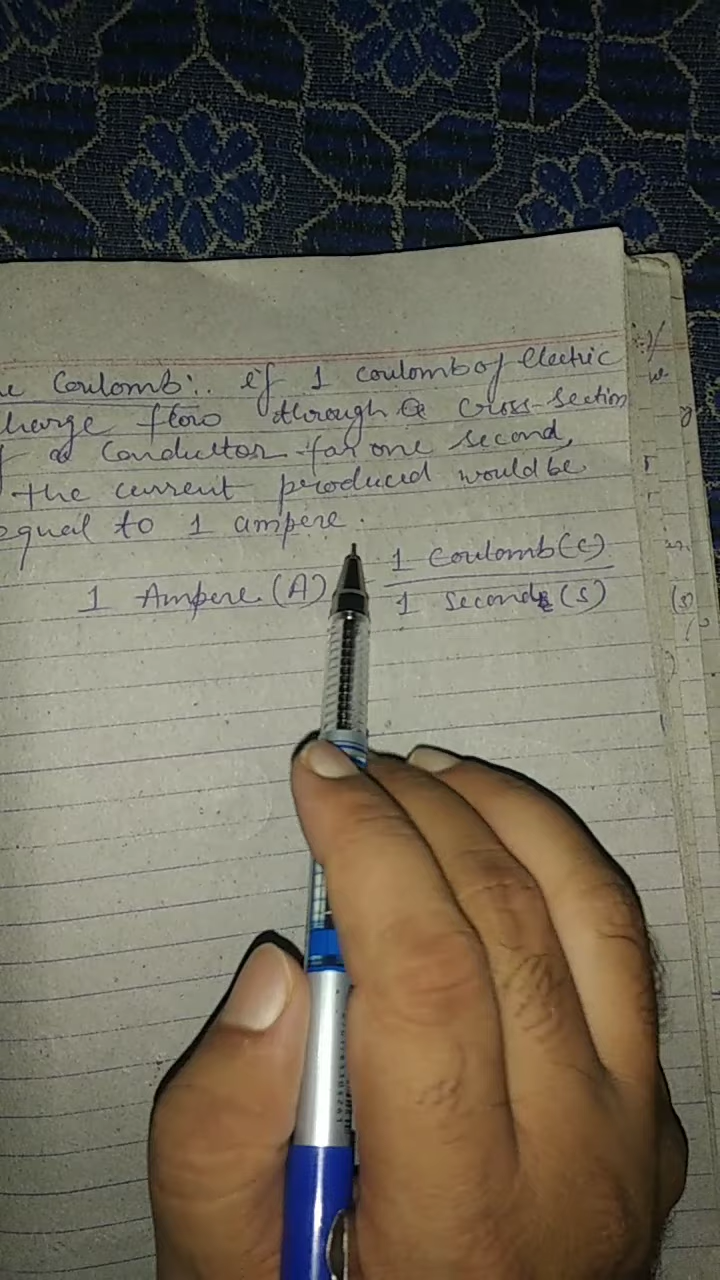 Coulomb:. if 1 coulomb of electric
charge flow through a cross-section
a conductor for one second,
the current produced would be
equal to 1 ampere.
1 Coulomb (C)
1 Ampere (A)
1 second (s)
(s)